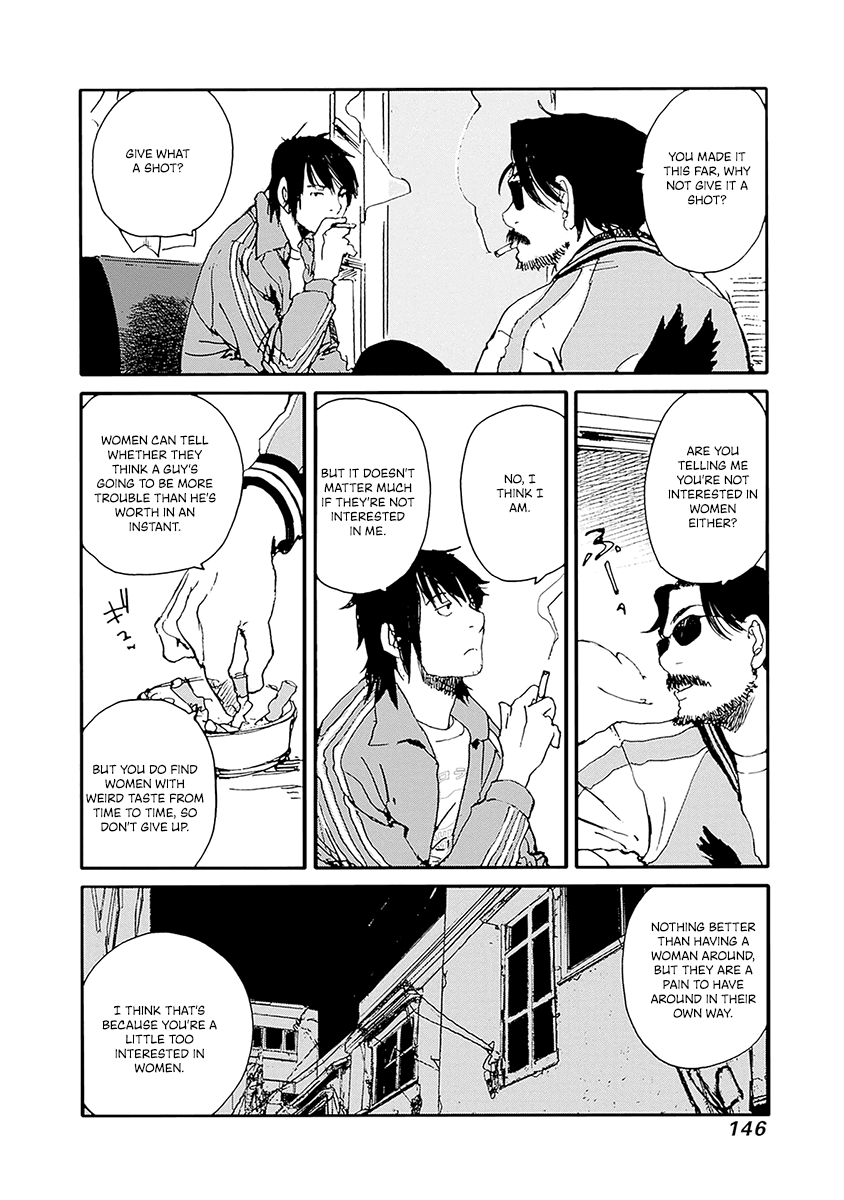 YOU MADE IT
THIS FAR, WHY
NOT GIVE IT A
SHOT?
GIVE WHAT
A SHOT?
ARE YOU
TELLING ME
YOU'RE NOT
INTERESTED IN
WOMEN
EITHER?
ふー
NO, I
THINK I
AM.
BUT IT DOESN'T
MATTER MUCH
IF THEY'RE NOT
INTERESTED
IN ME.
WOMEN CAN TELL
WHETHER THEY
THINK A GUY'S
GOING TO BE MORE
TROUBLE THAN HE'S
WORTH IN AN
INSTANT.
BUT YOU DO FIND
WOMEN WITH
WEIRD TASTE FROM
TIME TO TIME, SO
DON'T GIVE UP.
NOTHING BETTER
THAN HAVING A
WOMAN AROUND,
BUT THEY ARE A
PAIN TO HAVE
AROUND IN THEIR
OWN WAY.
I THINK THAT'S
BECAUSE YOU'RE A
LITTLE TOO
INTERESTED IN
WOMEN.
146